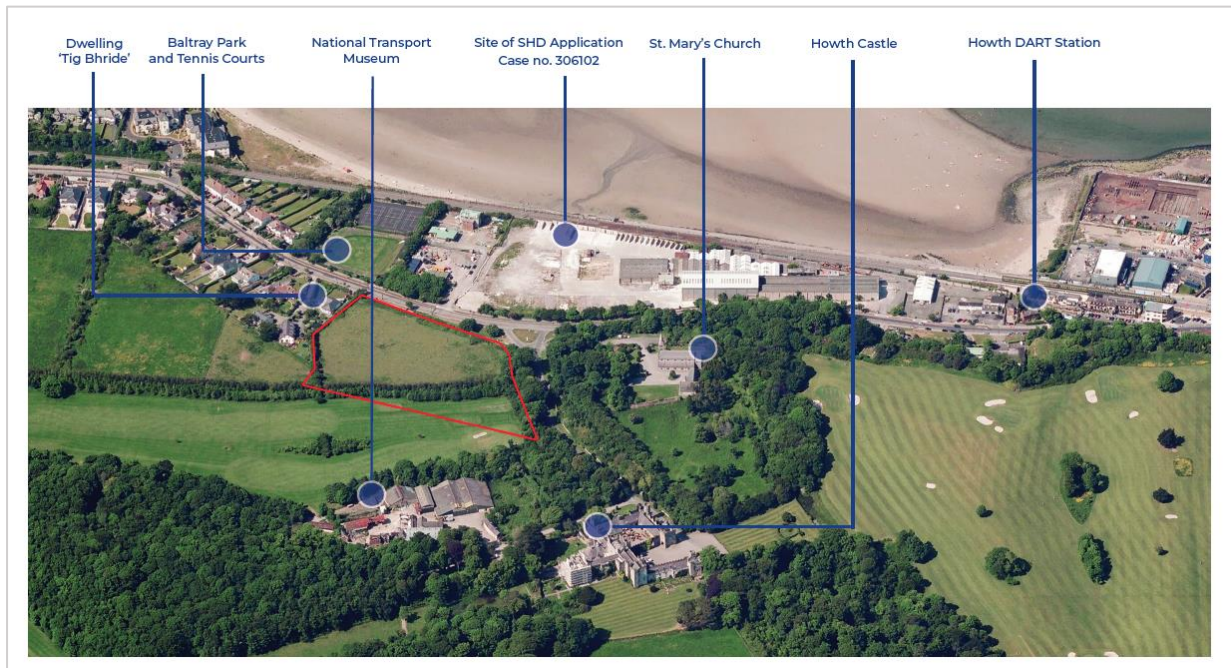 Dwelling
'Tig Bhride'
Baltray Park
and Tennis Courts
National Transport
Museum
Site of SHD Application
Case no. 306102
St. Mary's Church
Howth Castle
Howth DART Station